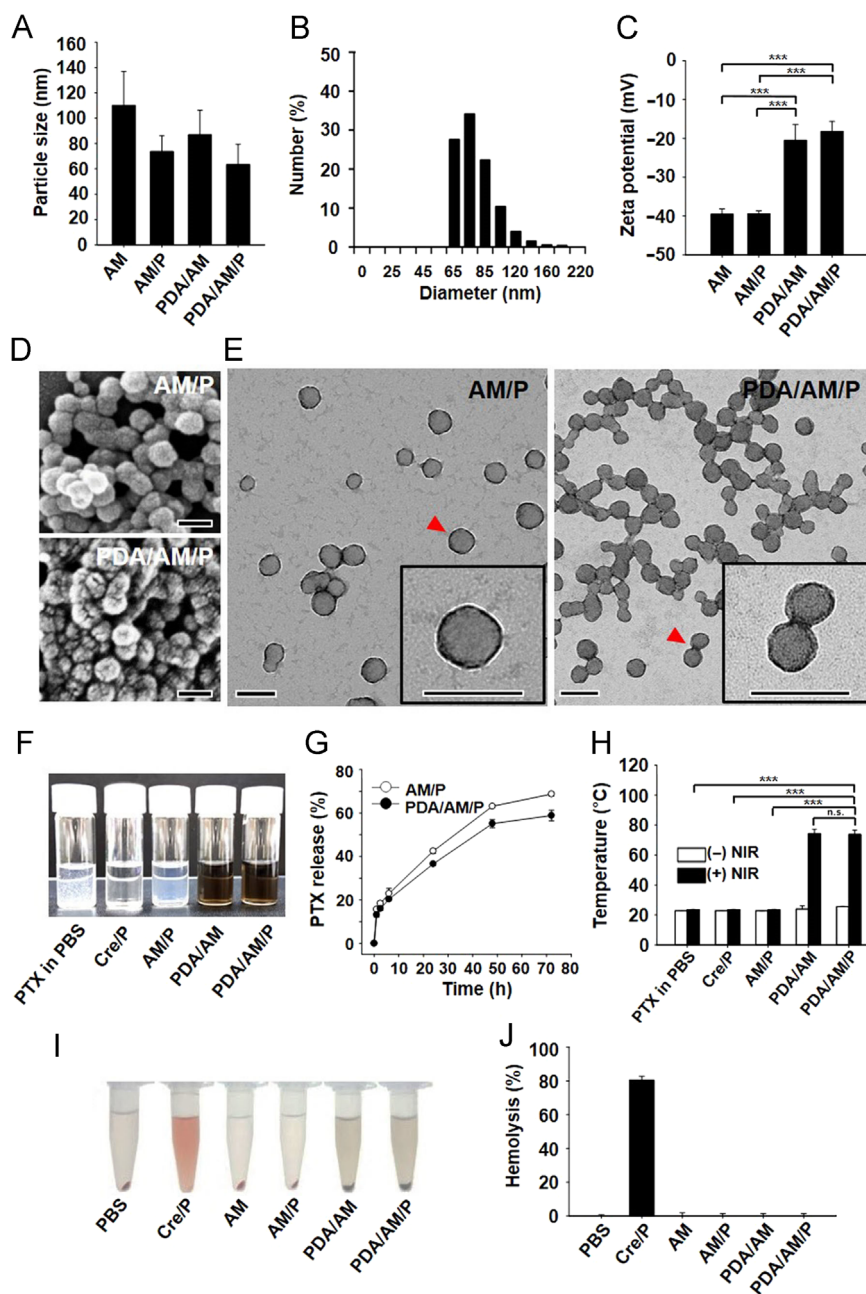 A
Particle size (nm)
160
140
120
100
80
60
40
20
0
AM
AM/P
PDA/AM
PDA/AM/P
B
Number (%)
50
40
30
20
10
0
0 25 45 65 85 120 160 220
Diameter (nm)
C
Zeta potential (mV)
0
−10
−20
−30
−40
−50
***
***
***
***
AM
AM/P
PDA/AM
PDA/AM/P
D
AM/P
PDA/AM/P
E
AM/P
PDA/AM/P
F
PTX in PBS
Cre/P
AM/P
PDA/AM
PDA/AM/P
G
PTX release (%)
80
60
40
20
0
AM/P
PDA/AM/P
0 10 20 30 40 50 60 70 80
Time (h)
H
Temperature (°C)
120
100
80
60
40
20
0
***
***
***
n.s.
(−) NIR
(+) NIR
PTX in PBS
Cre/P
AM/P
PDA/AM
PDA/AM/P
I
PBS
Cre/P
AM
AM/P
PDA/AM
PDA/AM/P
J
Hemolysis (%)
100
80
60
40
20
0
PBS
Cre/P
AM
AM/P
PDA/AM
PDA/AM/P